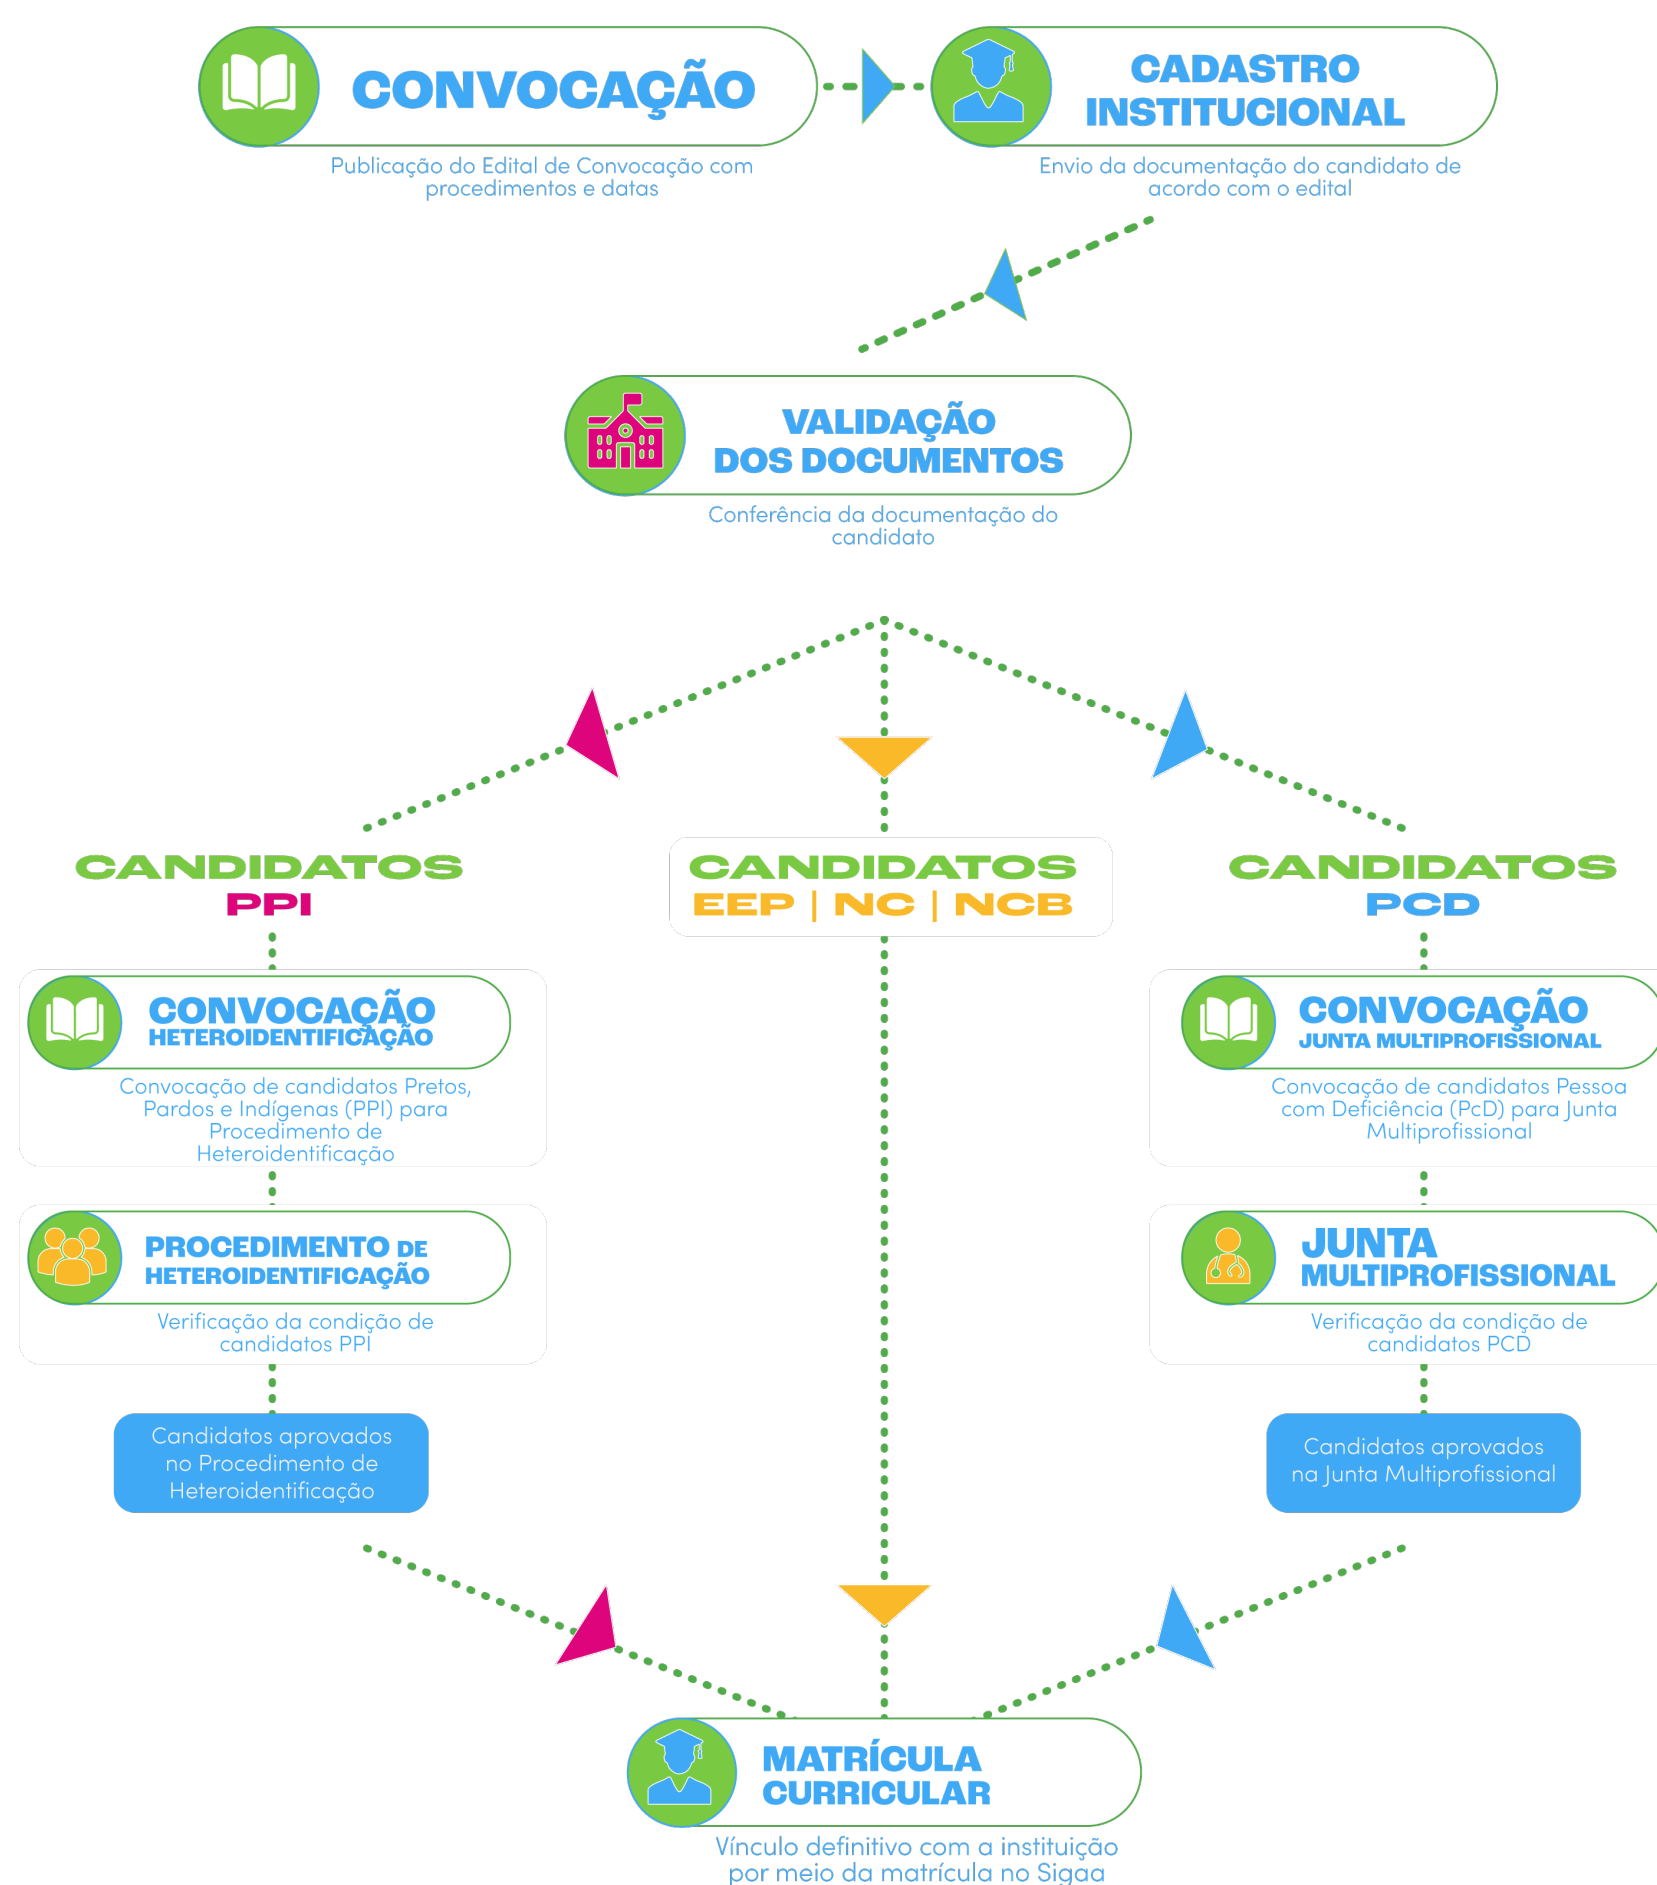 CONVOCAÇÃO
Publicação do Edital de Convocação com
procedimentos e datas
CADASTRO
INSTITUCIONAL
Envio da documentação do candidato de
acordo com o edital
VALIDAÇÃO
DOS DOCUMENTOS
Conferência da documentação do
candidato
CANDIDATOS
PPI
CONVOCAÇÃO
HETEROIDENTIFICAÇÃO
Convocação de candidatos Pretos,
Pardos e Indígenas (PPI) para
Procedimento de
Heteroidentificação
PROCEDIMENTO DE
HETEROIDENTIFICAÇÃO
Verificação da condição de
candidatos PPI
Candidatos aprovados
no Procedimento de
Heteroidentificação
CANDIDATOS
EEP | NC | NCB
CANDIDATOS
PCD
CONVOCAÇÃO
JUNTA MULTIPROFISSIONAL
Convocação de candidatos Pessoa
com Deficiência (PcD) para Junta
Multiprofissional
JUNTA
MULTIPROFISSIONAL
Verificação da condição de
candidatos PCD
Candidatos aprovados
na Junta Multiprofissional
MATRÍCULA
CURRICULAR
Vínculo definitivo com a instituição
por meio da matrícula no Sigaa